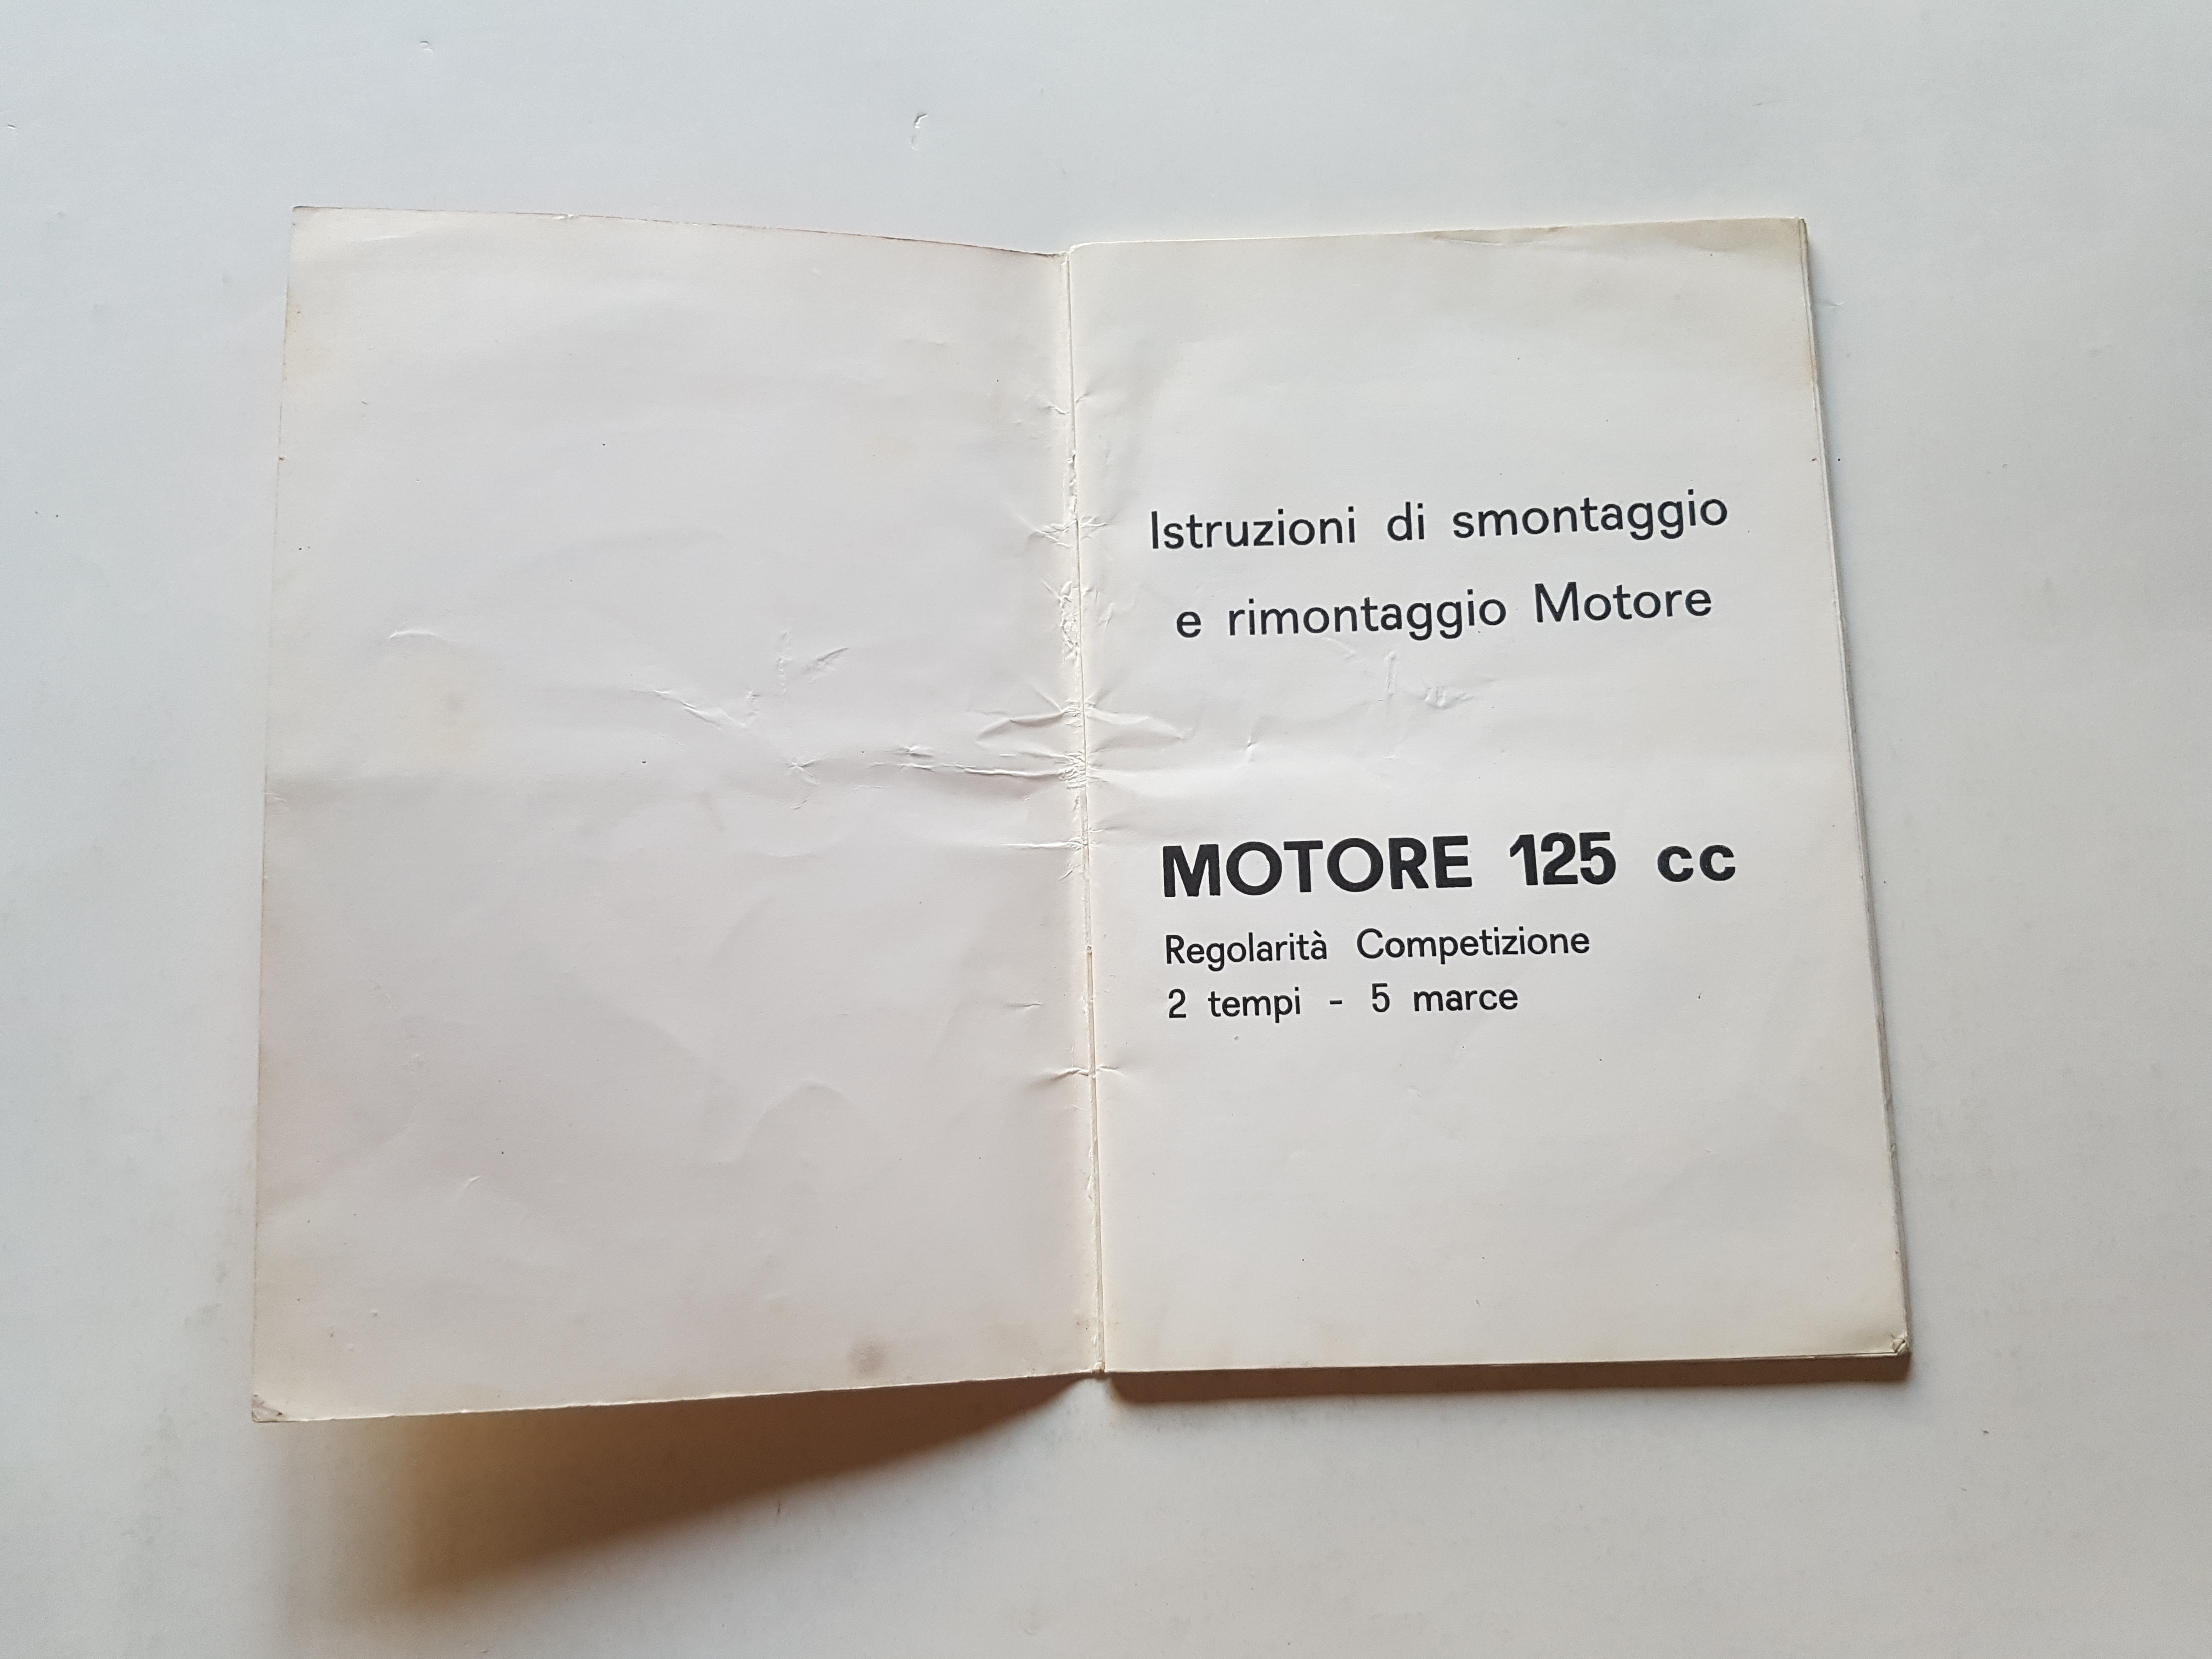 Istruzioni di smontaggio
e rimontaggio Motore
MOTORE 125 cc
Regolarità Competizione
2 tempi - 5 marce